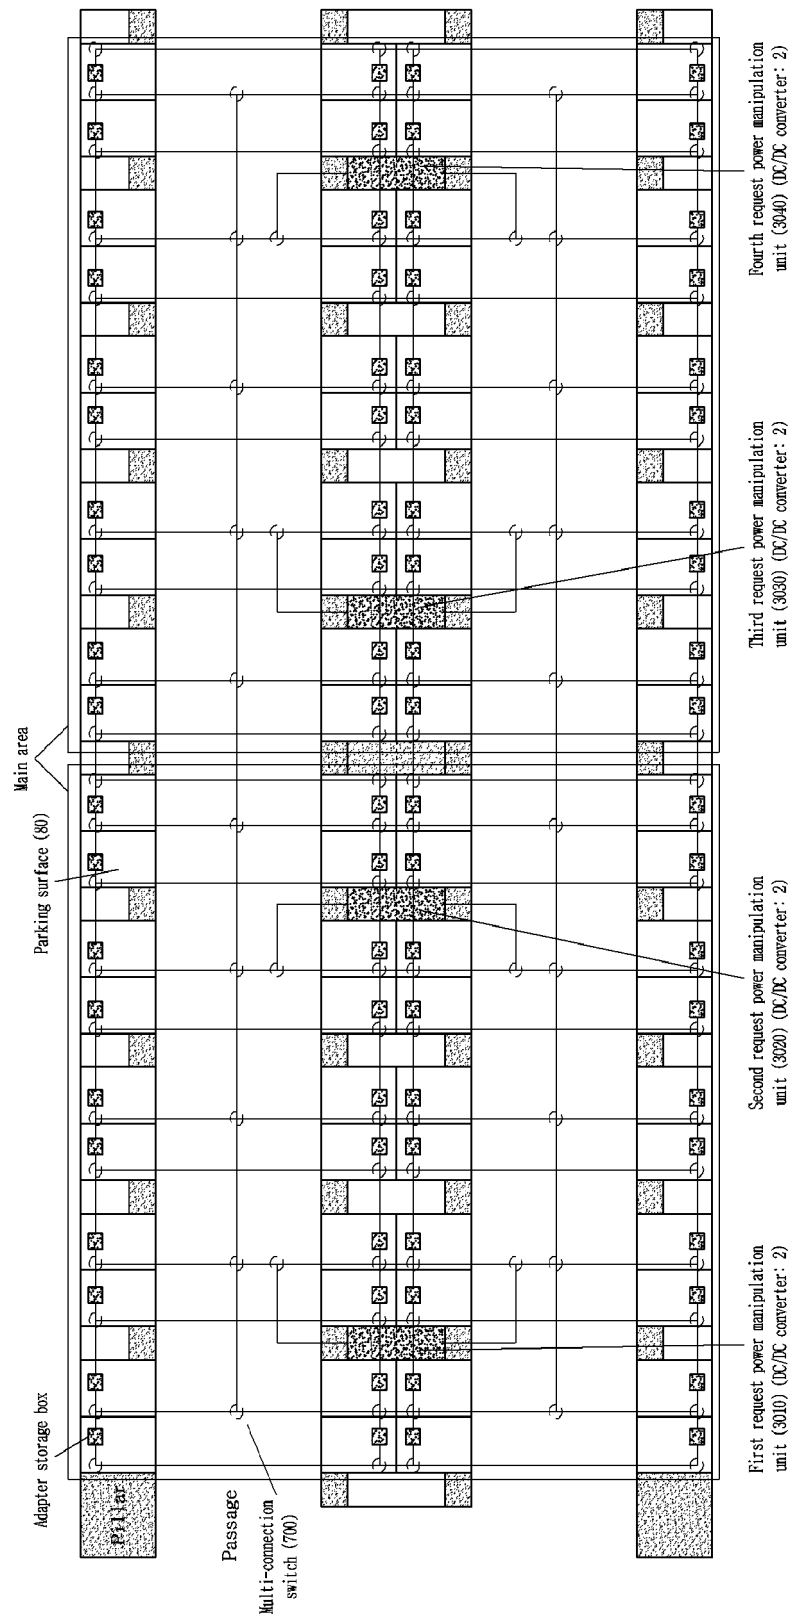 Main area
Parking surface (80)
Adapter storage box
Pillar
Passage
Multi-connection
switch (700)
First request power manipulation
unit (3010) (DC/DC converter: 2)
Second request power manipulation
unit (3020) (DC/DC converter: 2)
Third request power manipulation
unit (3030) (DC/DC converter: 2)
Fourth request power manipulation
unit (3040) (DC/DC converter: 2)